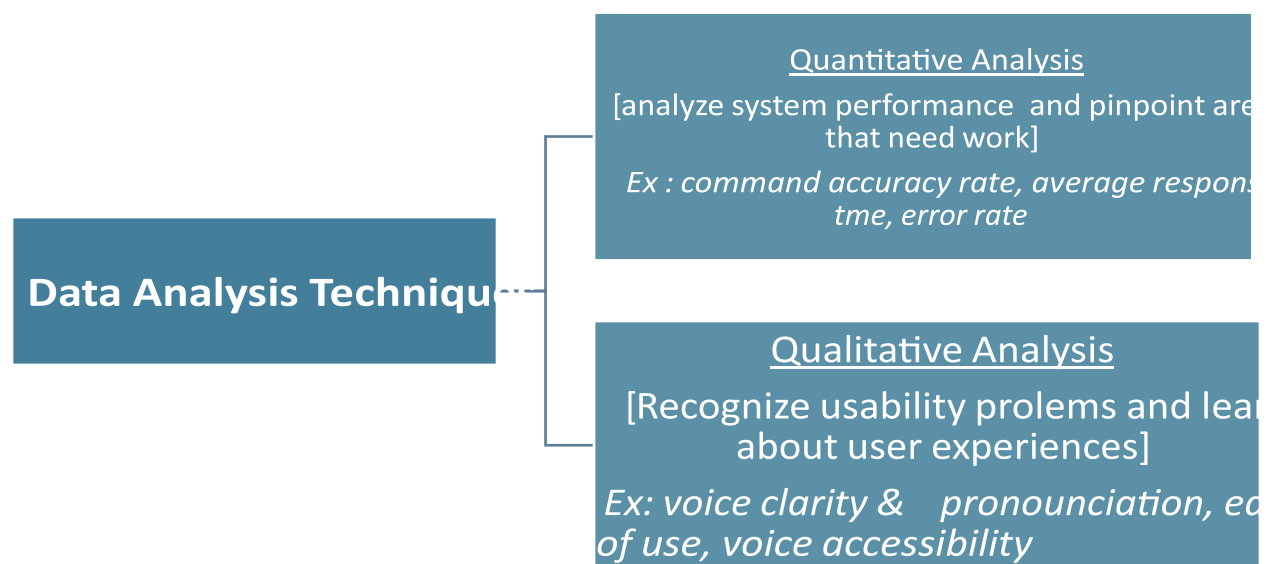 Quantitative Analysis
[analyze system performance and pinpoint are
that need work]
Ex : command accuracy rate, average respons
tme, error rate
Data Analysis Technique
Qualitative Analysis
[Recognize usability prolems and lear
about user experiences]
Ex: voice clarity & pronounciation, ea
of use, voice accessibility